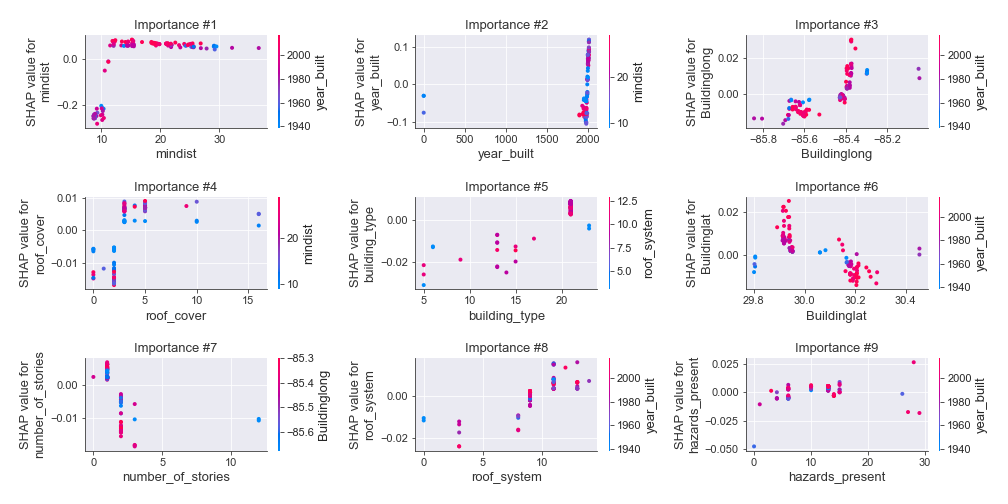 Importance #1
SHAP value for
mindist
0.0
−0.2
10
20
30
mindist
2000
1980
1960
1940
year_built
Importance #2
SHAP value for
year_built
0.1
0.0
−0.1
0
500
1000
1500
2000
year_built
20
10
mindist
Importance #3
SHAP value for
Buildinglong
0.02
0.00
−85.8
−85.6
−85.4
−85.2
Buildinglong
2000
1980
1960
1940
year_built
Importance #4
SHAP value for
roof_cover
0.01
0.00
−0.01
0
5
10
15
roof_cover
20
10
mindist
Importance #5
SHAP value for
building_type
0.00
−0.02
5
10
15
20
building_type
12.5
10.0
7.5
5.0
roof_system
Importance #6
SHAP value for
Buildinglat
0.02
0.00
29.8
30.0
30.2
30.4
Buildinglat
2000
1980
1960
1940
year_built
Importance #7
SHAP value for
number_of_stories
0.00
−0.01
0
5
10
number_of_stories
−85.3
−85.4
−85.5
−85.6
Buildinglong
Importance #8
SHAP value for
roof_system
0.00
−0.02
0
5
10
roof_system
2000
1980
1960
1940
year_built
Importance #9
SHAP value for
hazards_present
0.025
0.000
−0.025
−0.050
0
10
20
30
hazards_present
2000
1980
1960
1940
year_built